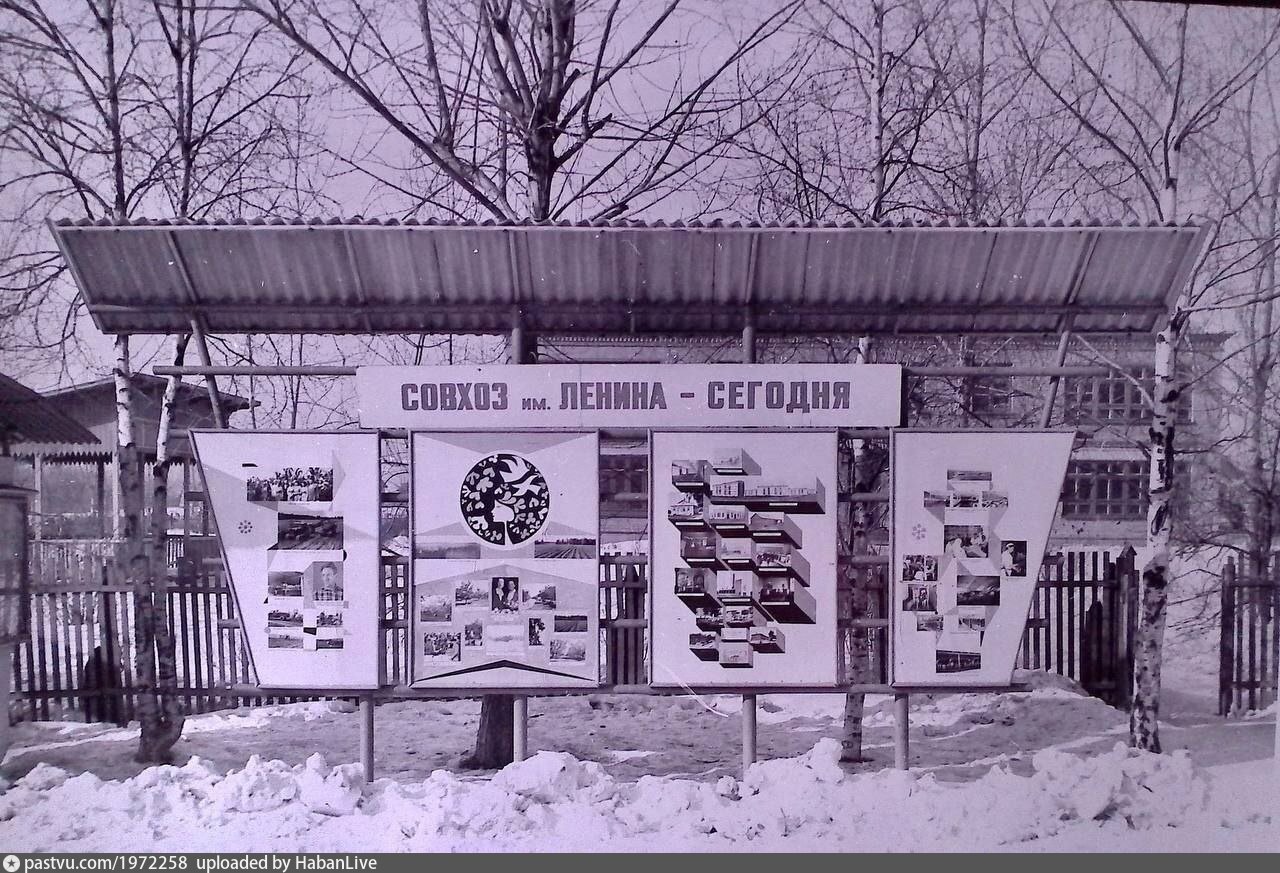 СОВХОЗ им. ЛЕНИНА - СЕГОДНЯ
pastvu.com/1972258 uploaded by HabanLive